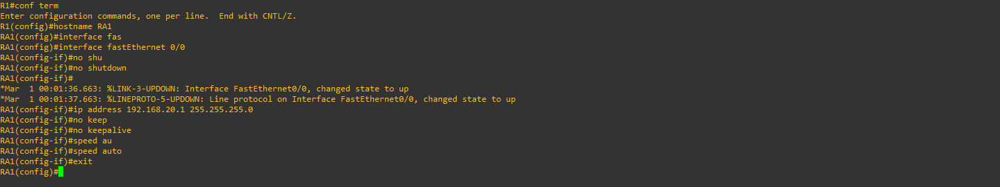 R1#conf term
Enter configuration commands, one per line.  End with CNTL/Z.
R1(config)#hostname RA1
RA1(config)#interface fas
RA1(config)#interface fastEthernet 0/0
RA1(config-if)#no shu
RA1(config-if)#no shutdown
RA1(config-if)#
*Mar  1 00:01:36.663: %LINK-3-UPDOWN: Interface FastEthernet0/0, changed state to up
*Mar  1 00:01:37.663: %LINEPROTO-5-UPDOWN: Line protocol on Interface FastEthernet0/0, changed state to up
RA1(config-if)#ip address 192.168.20.1 255.255.255.0
RA1(config-if)#no keep
RA1(config-if)#no keepalive
RA1(config-if)#speed au
RA1(config-if)#speed auto
RA1(config-if)#exit
RA1(config)#